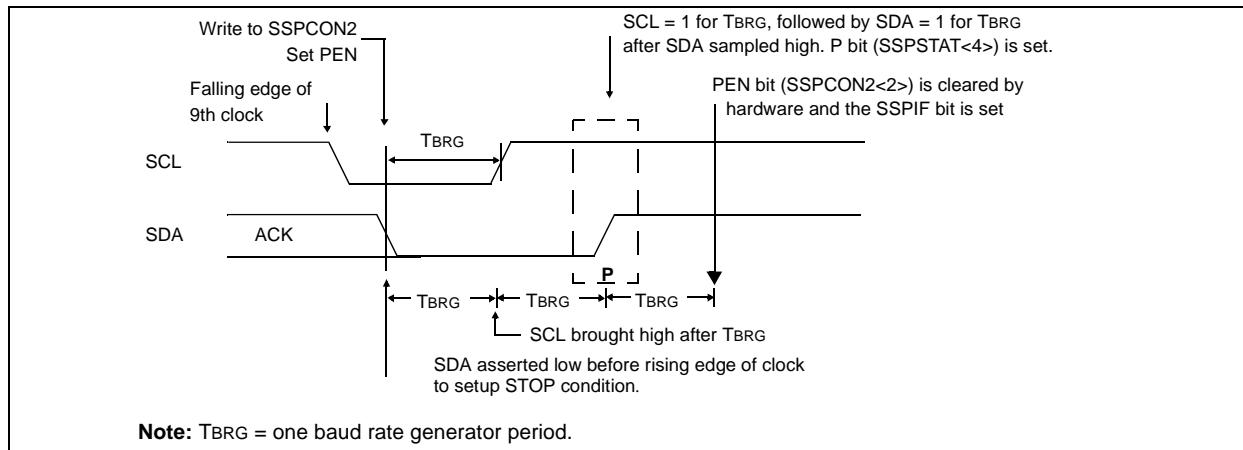 Write to SSPCON2
Set PEN
SCL = 1 for TBRG, followed by SDA = 1 for TBRG
after SDA sampled high. P bit (SSPSTAT<4>) is set.
Falling edge of
9th clock
PEN bit (SSPCON2<2>) is cleared by
hardware and the SSPIF bit is set
TBRG
SCL
SDA
ACK
P
TBRG
TBRG
TBRG
SCL brought high after TBRG
SDA asserted low before rising edge of clock
to setup STOP condition.
Note: TBRG = one baud rate generator period.